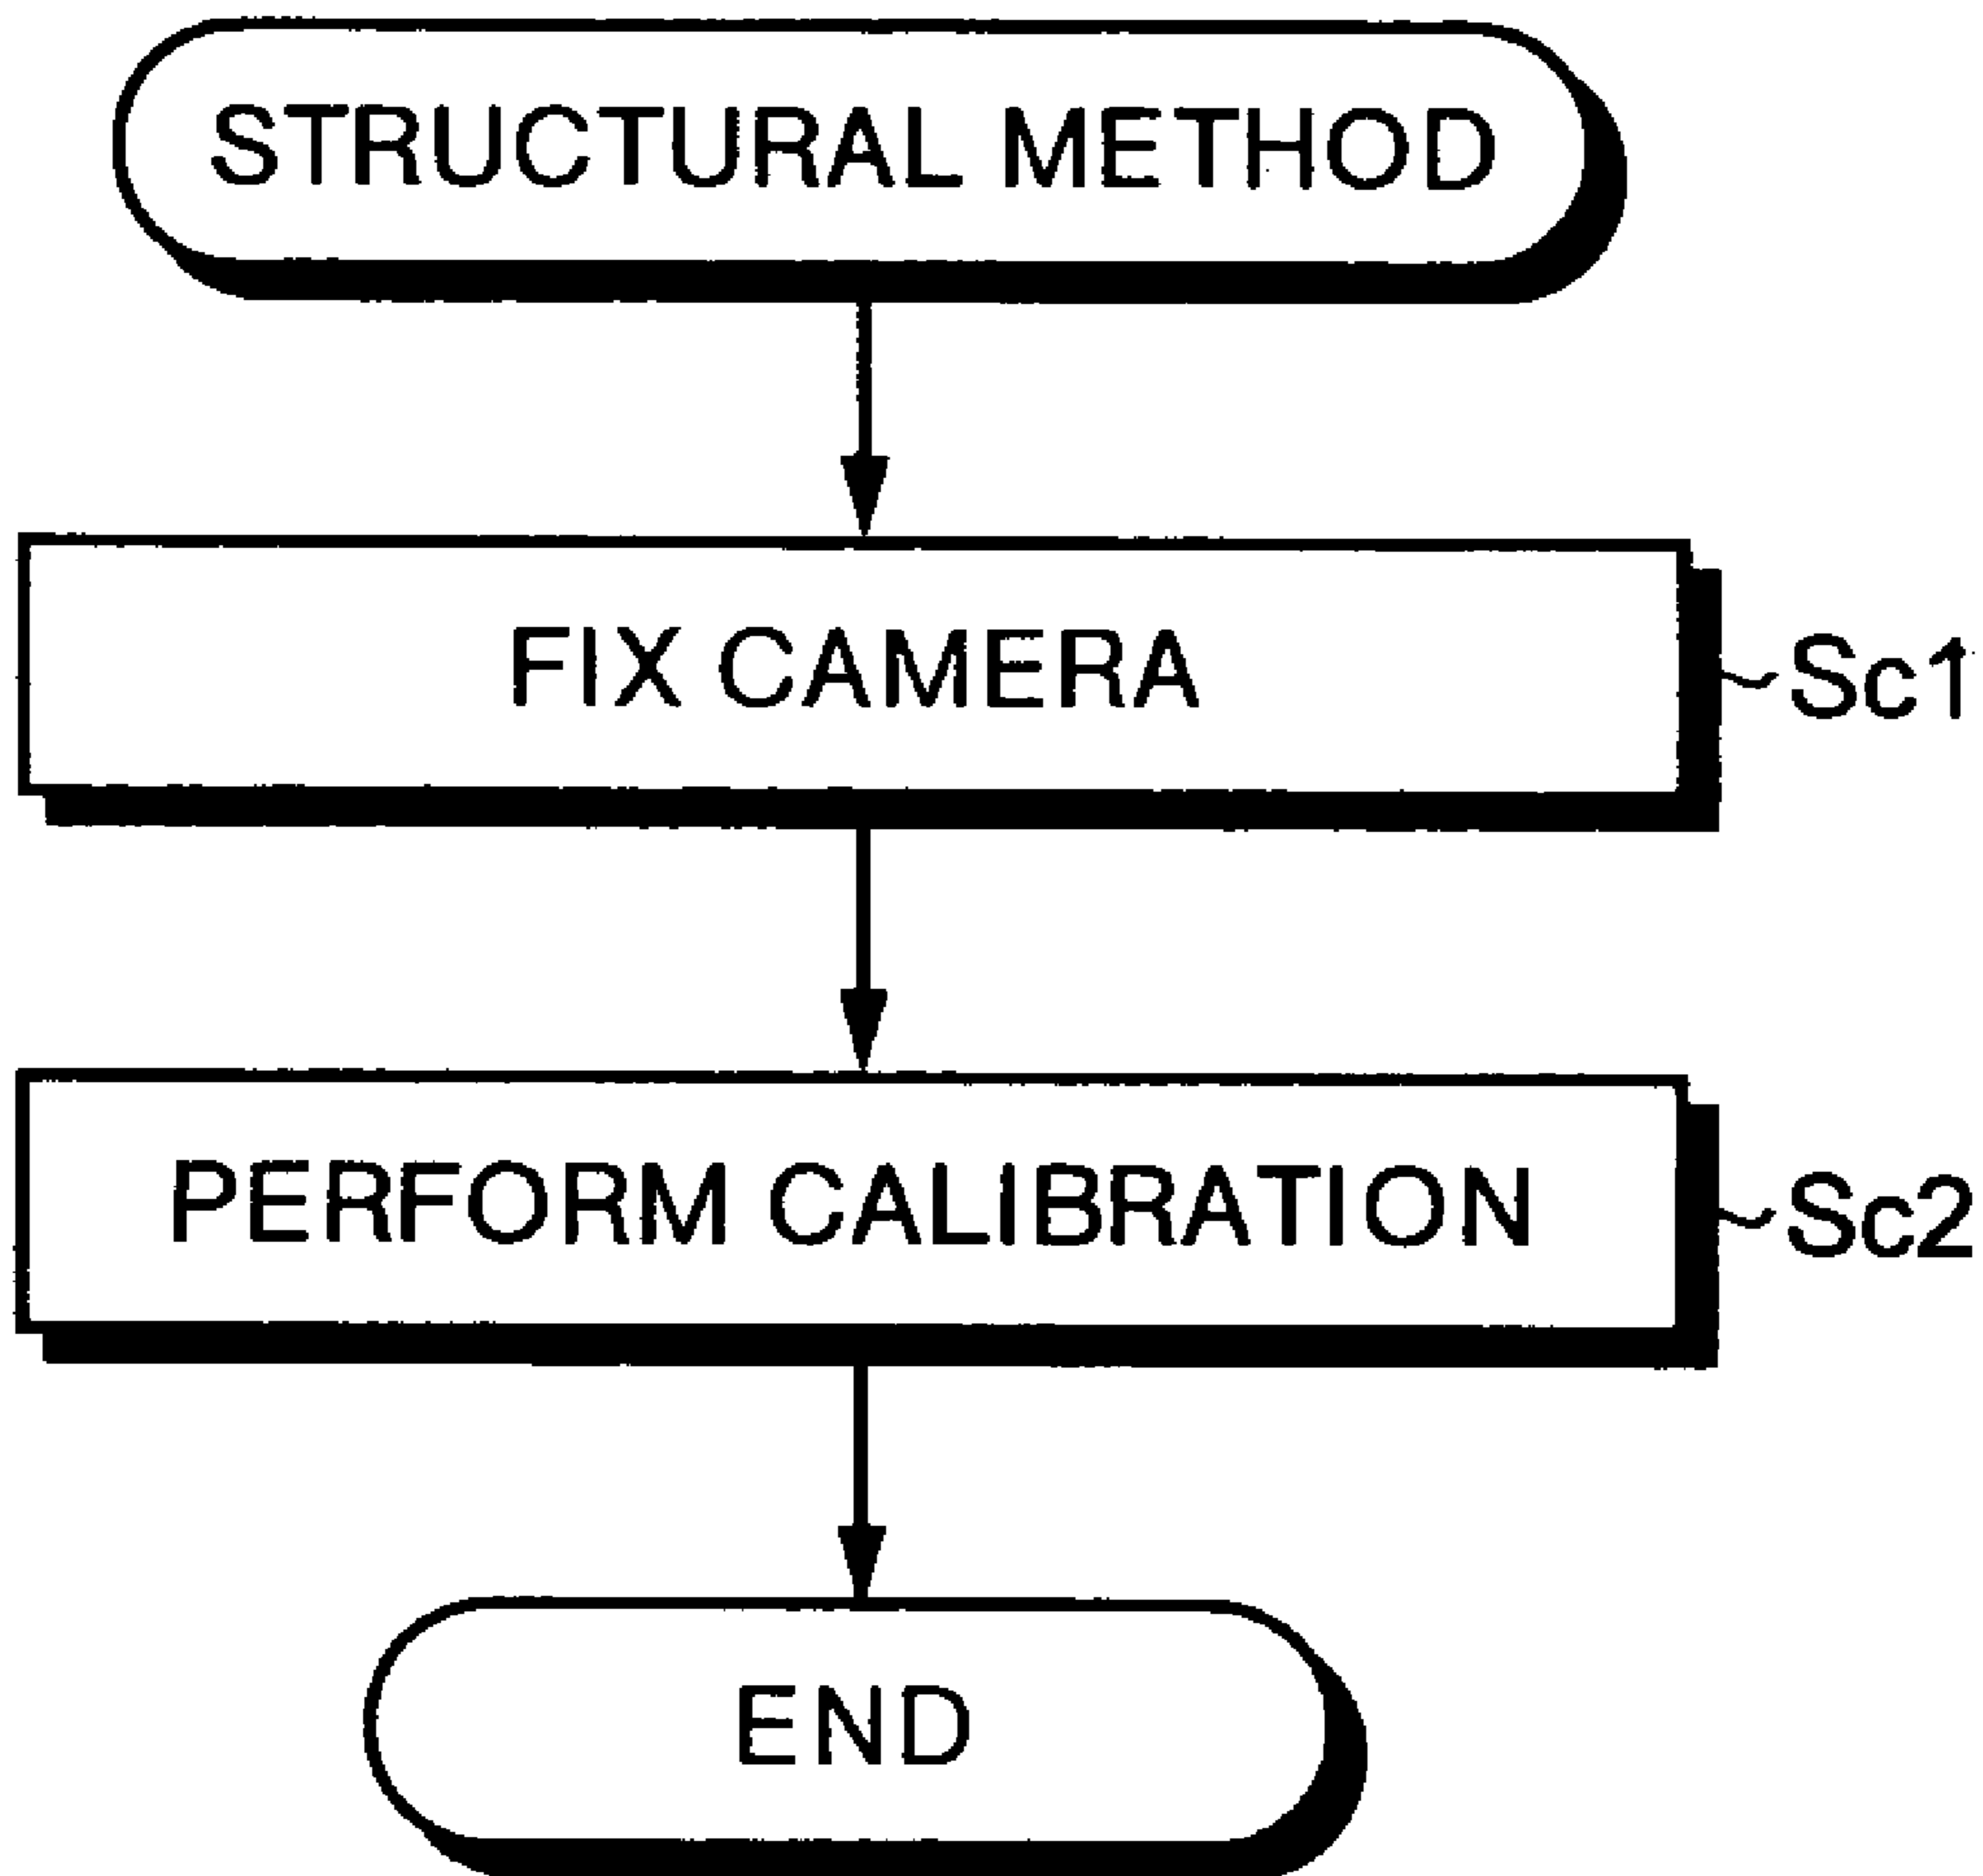 STRUCTURAL METHOD
FIX CAMERA
Sc1
PERFORM CALIBRATION
Sc2
END